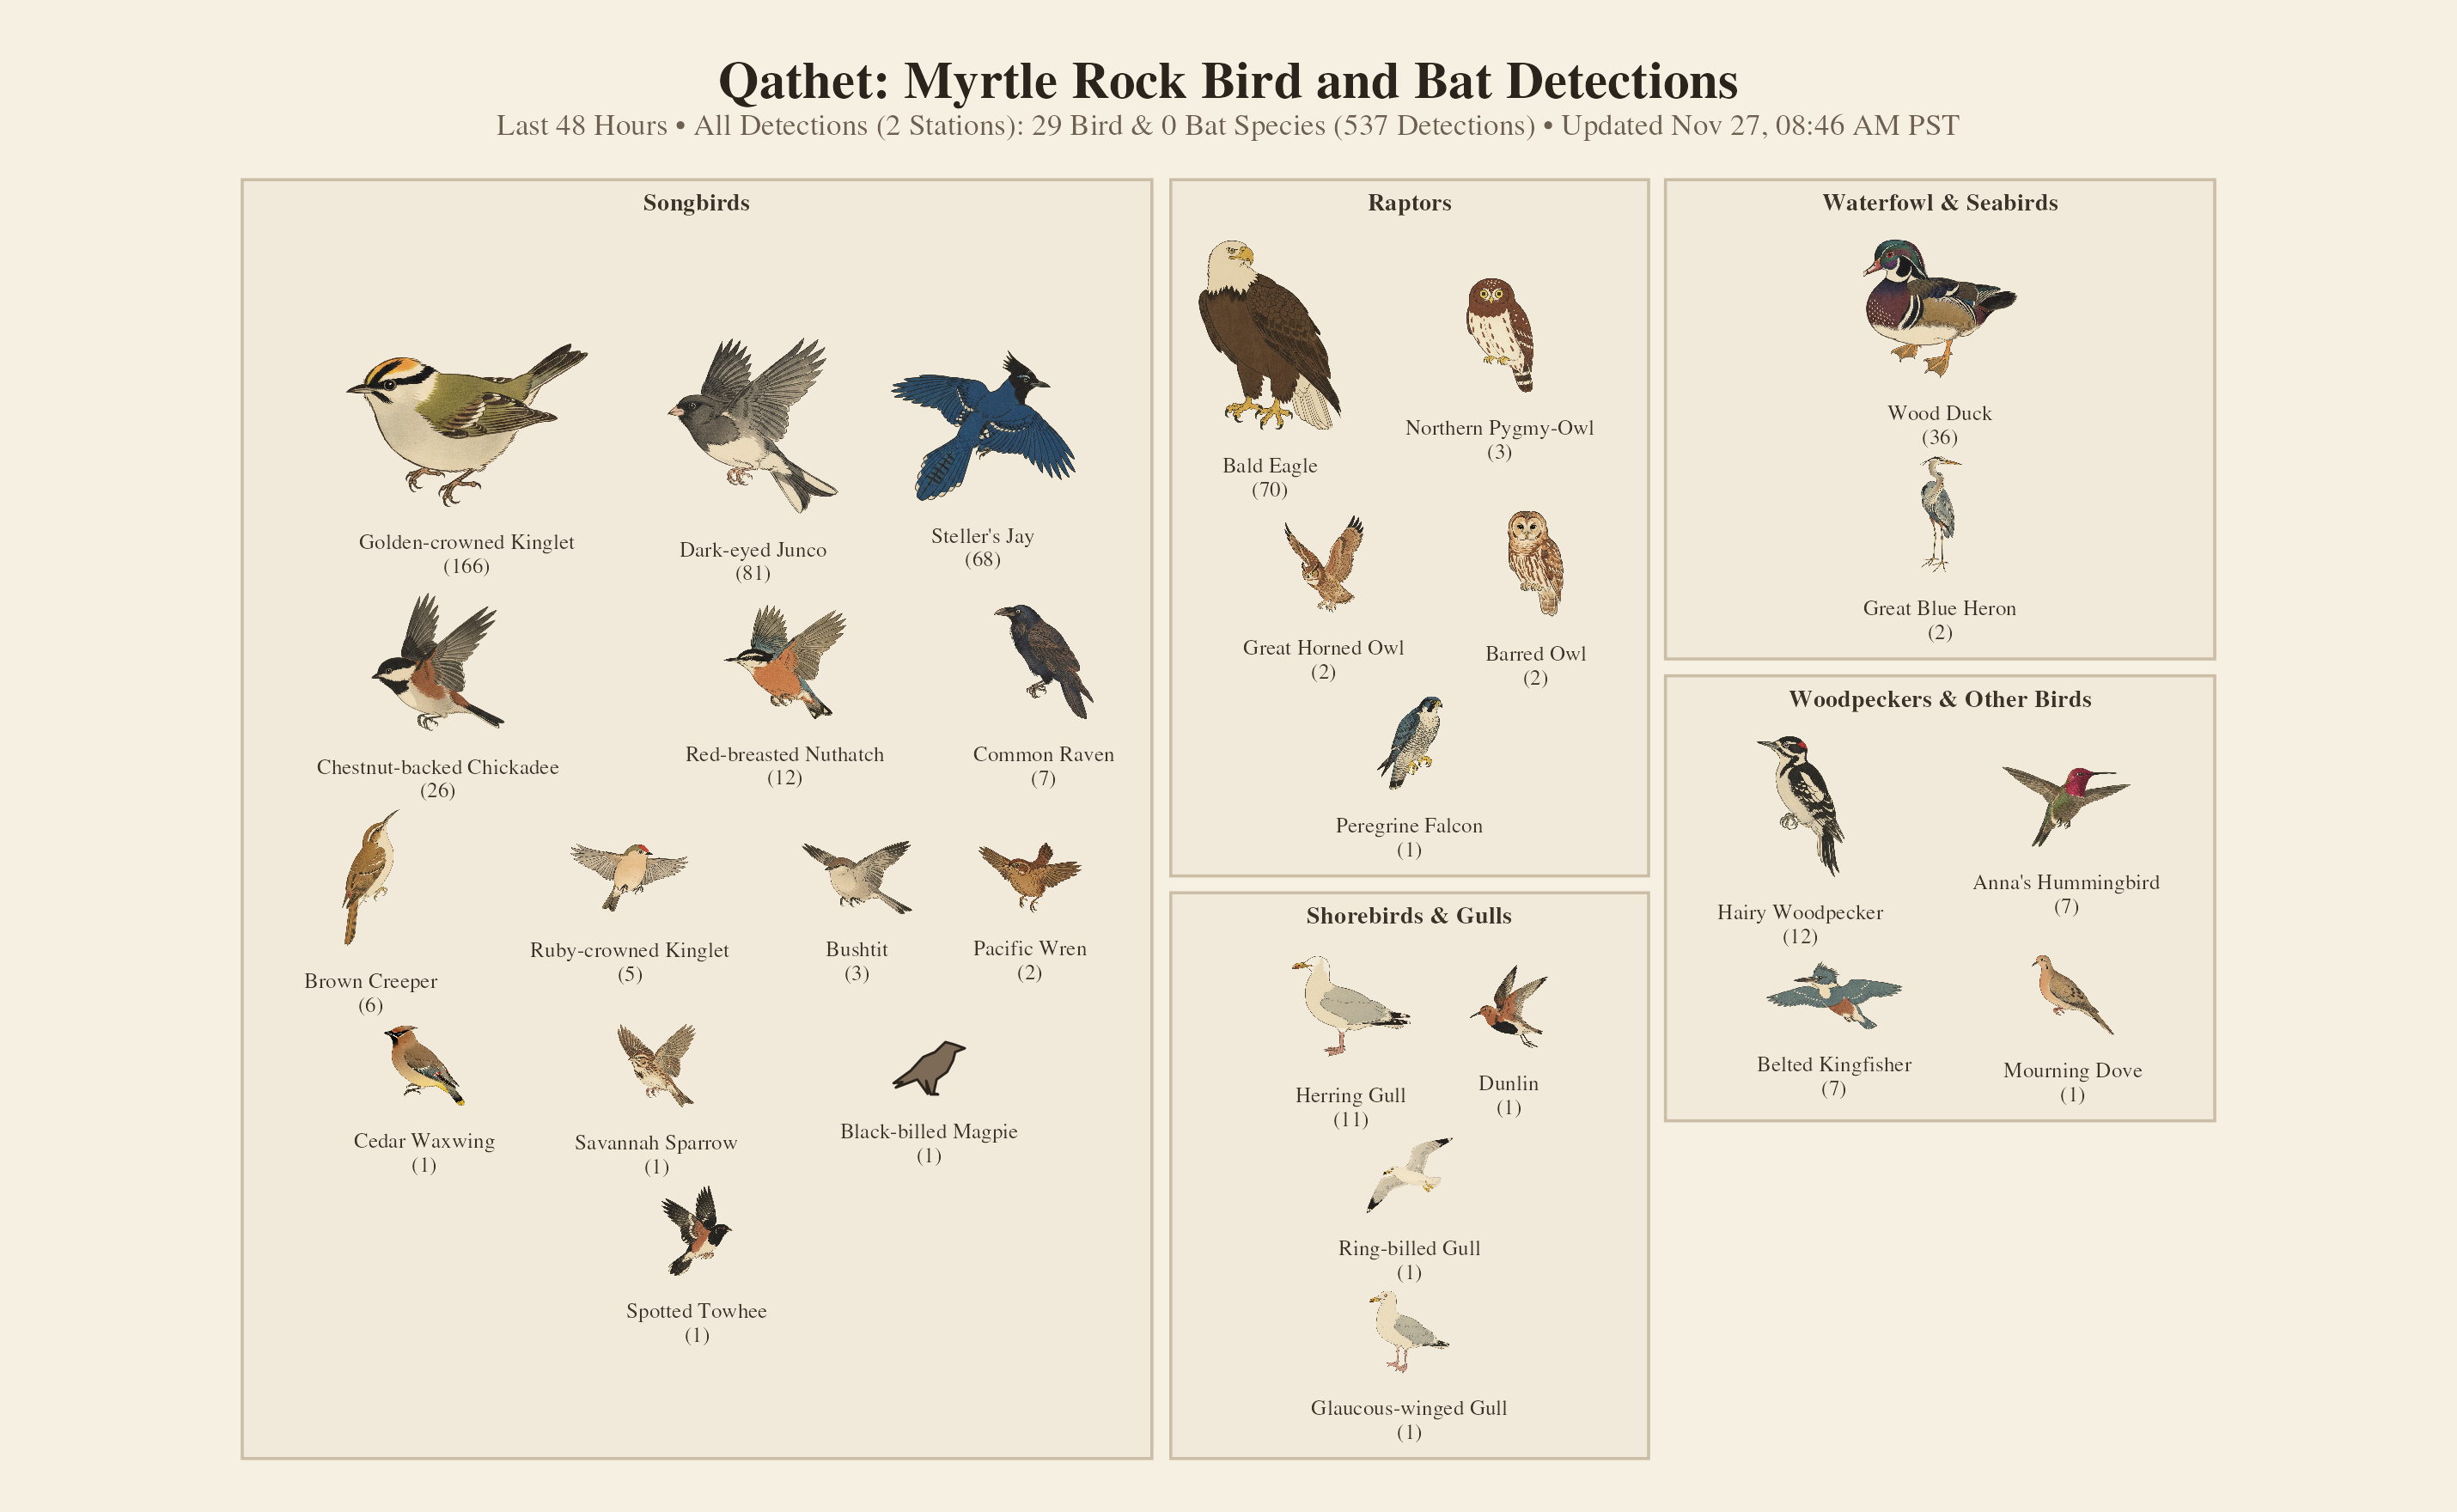 Qathet: Myrtle Rock Bird and Bat Detections
Last 48 Hours • All Detections (2 Stations): 29 Bird & 0 Bat Species (537 Detections) • Updated Nov 27, 08:46 AM PST
Songbirds
Golden-crowned Kinglet
(166)
Dark-eyed Junco
(81)
Steller's Jay
(68)
Chestnut-backed Chickadee
(26)
Red-breasted Nuthatch
(12)
Common Raven
(7)
Brown Creeper
(6)
Ruby-crowned Kinglet
(5)
Bushtit
(3)
Pacific Wren
(2)
Cedar Waxwing
(1)
Savannah Sparrow
(1)
Black-billed Magpie
(1)
Spotted Towhee
(1)
Raptors
Bald Eagle
(70)
Northern Pygmy-Owl
(3)
Great Horned Owl
(2)
Barred Owl
(2)
Peregrine Falcon
(1)
Shorebirds & Gulls
Herring Gull
(11)
Dunlin
(1)
Ring-billed Gull
(1)
Glaucous-winged Gull
(1)
Waterfowl & Seabirds
Wood Duck
(36)
Great Blue Heron
(2)
Woodpeckers & Other Birds
Hairy Woodpecker
(12)
Anna's Hummingbird
(7)
Belted Kingfisher
(7)
Mourning Dove
(1)